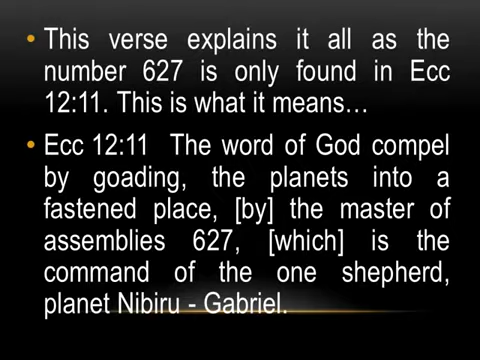 • This verse explains it all as the
number 627 is only found in Ecc
12:11. This is what it means…
• Ecc 12:11 The word of God compel
by goading, the planets into a
fastened place, [by] the master of
assemblies 627, [which] is the
command of the one shepherd,
planet Nibiru - Gabriel.